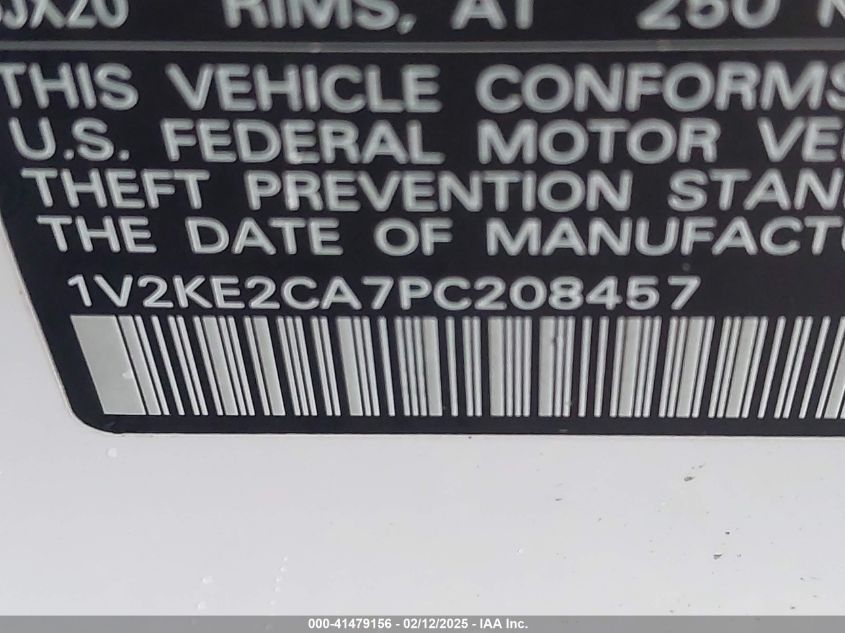 RIMS, AT 250
THIS VEHICLE CONFORMS
U.S. FEDERAL MOTOR VE
THEFT PREVENTION STAN
THE DATE OF MANUFACT
1V2KE2CA7PC208457
000-41479156 - 02/12/2025 - IAA Inc.